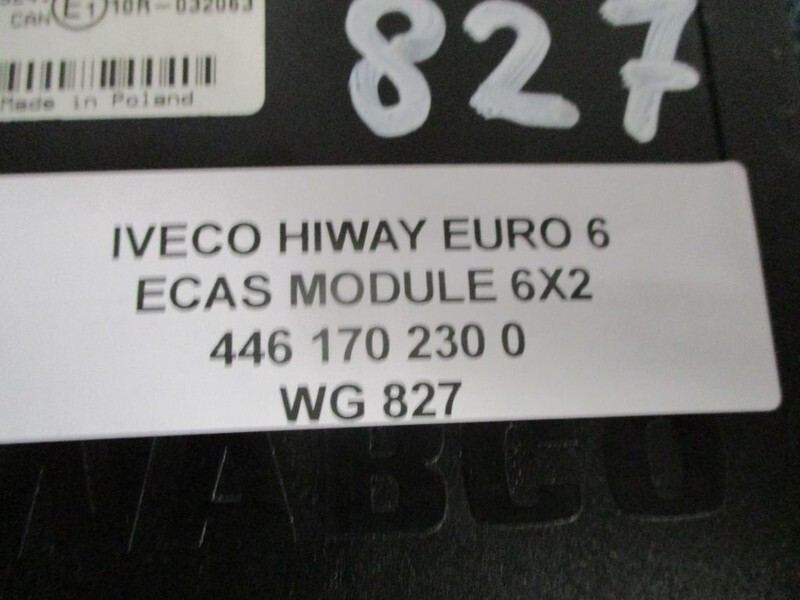 CAN E1 10R-032063
827
Made in Poland
IVECO HIWAY EURO 6
ECAS MODULE 6X2
446 170 230 0
WG 827
WABCO